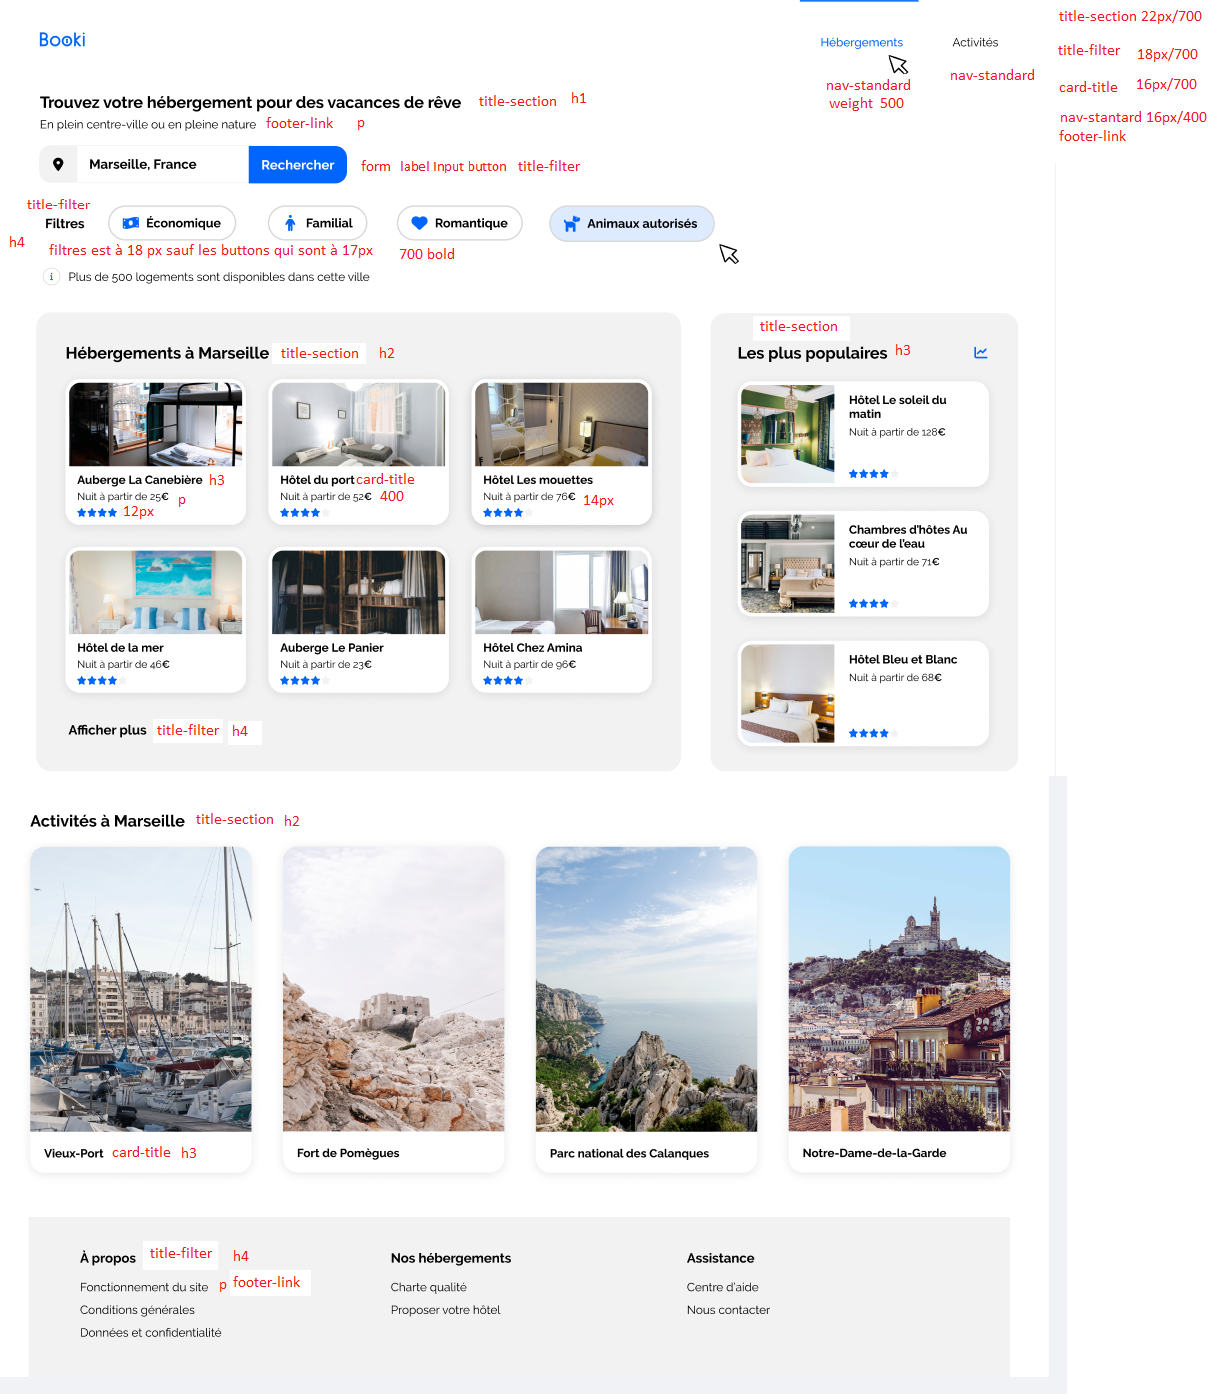 title-section 22px/700
Booki
Hébergements
Activités
title-filter 18px/700
nav-standard
weight 500
nav-standard
card-title 16px/700
Trouvez votre hébergement pour des vacances de rêve title-section h1
En plein centre-ville ou en pleine nature footer-link p
nav-stantard 16px/400
footer-link
Marseille, France
Rechercher
form label Input button title-filter
title-filter
Filtres
Économique
Familial
Romantique
Animaux autorisés
h4
filtres est à 18 px sauf les buttons qui sont à 17px
700 bold
i Plus de 500 logements sont disponibles dans cette ville
Hébergements à Marseille title-section h2
Auberge La Canebière h3
Nuit à partir de 25€ p
12px
Hôtel du port card-title
Nuit à partir de 52€ 400
Hôtel Les mouettes
Nuit à partir de 76€ 14px
Hôtel de la mer
Nuit à partir de 46€
Auberge Le Panier
Nuit à partir de 23€
Hôtel Chez Amina
Nuit à partir de 96€
Afficher plus title-filter h4
title-section
Les plus populaires h3
Hôtel Le soleil du
matin
Nuit à partir de 128€
Chambres d'hôtes Au
cœur de l'eau
Nuit à partir de 71€
Hôtel Bleu et Blanc
Nuit à partir de 68€
Activités à Marseille title-section h2
Vieux-Port card-title h3
Fort de Pomègues
Parc national des Calanques
Notre-Dame-de-la-Garde
À propos title-filter h4
Fonctionnement du site p footer-link
Conditions générales
Données et confidentialité
Nos hébergements
Charte qualité
Proposer votre hôtel
Assistance
Centre d'aide
Nous contacter